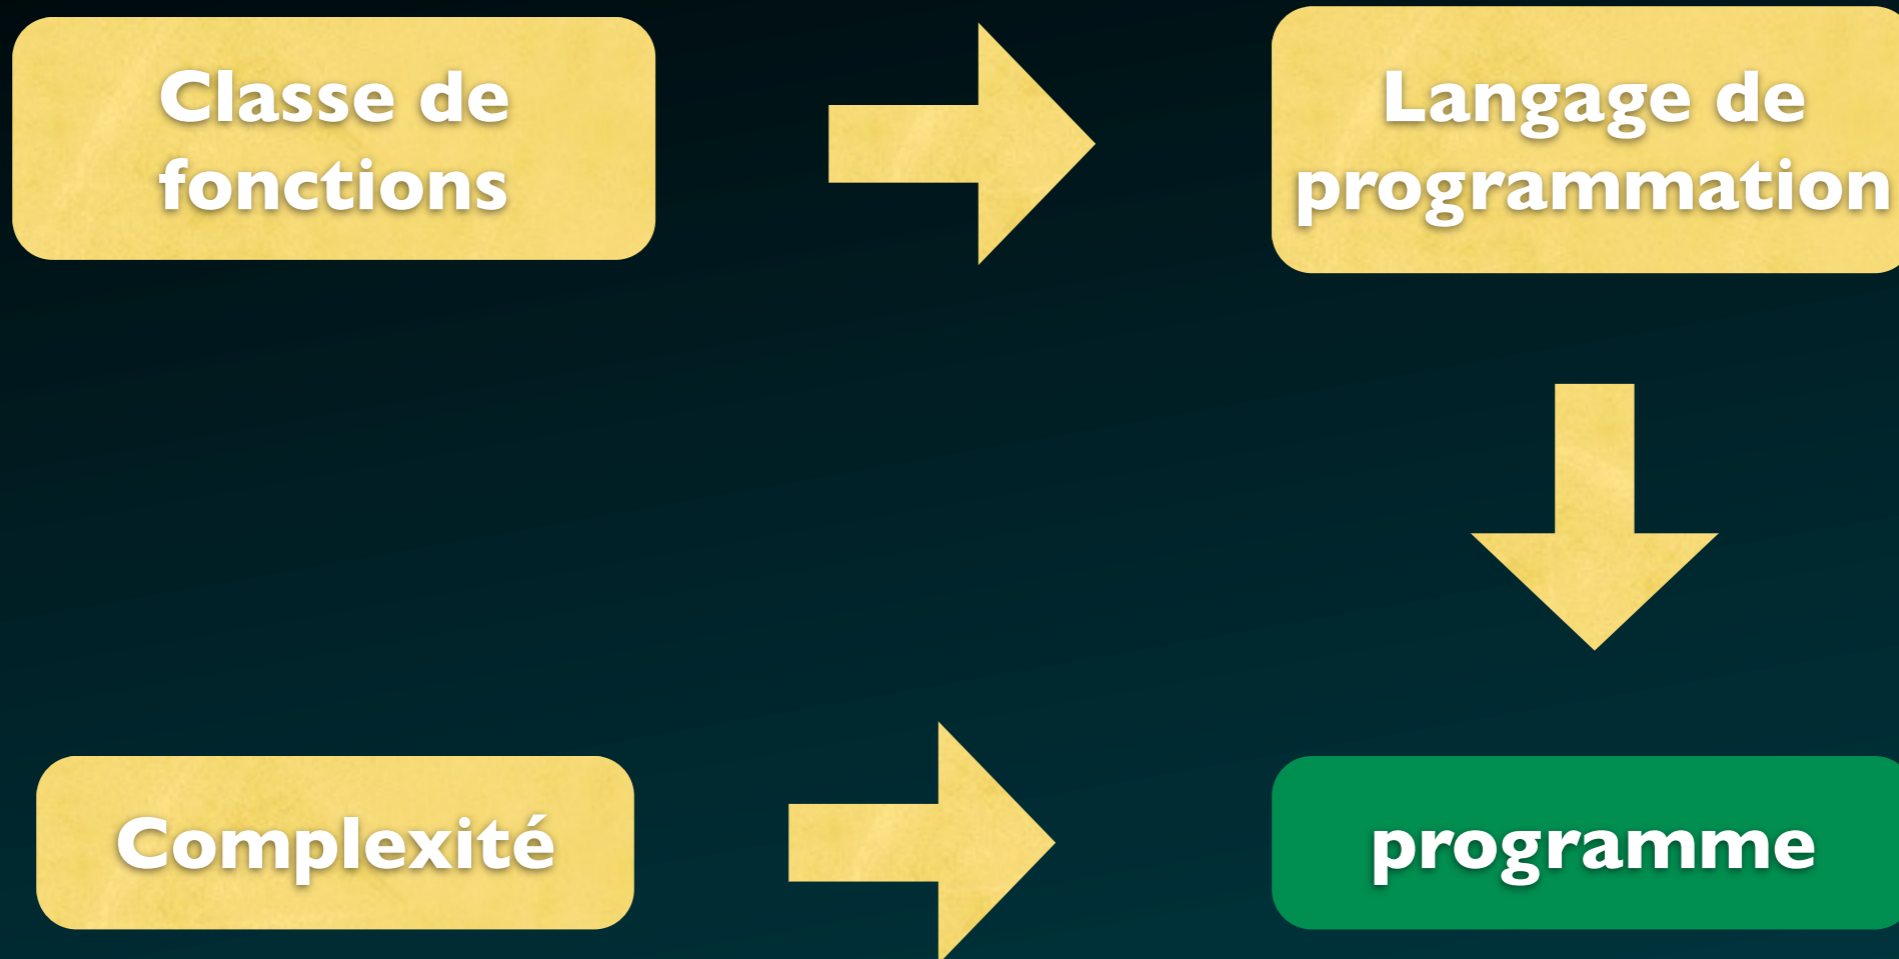 Classe de
fonctions
Langage de
programmation
Complexité
programme